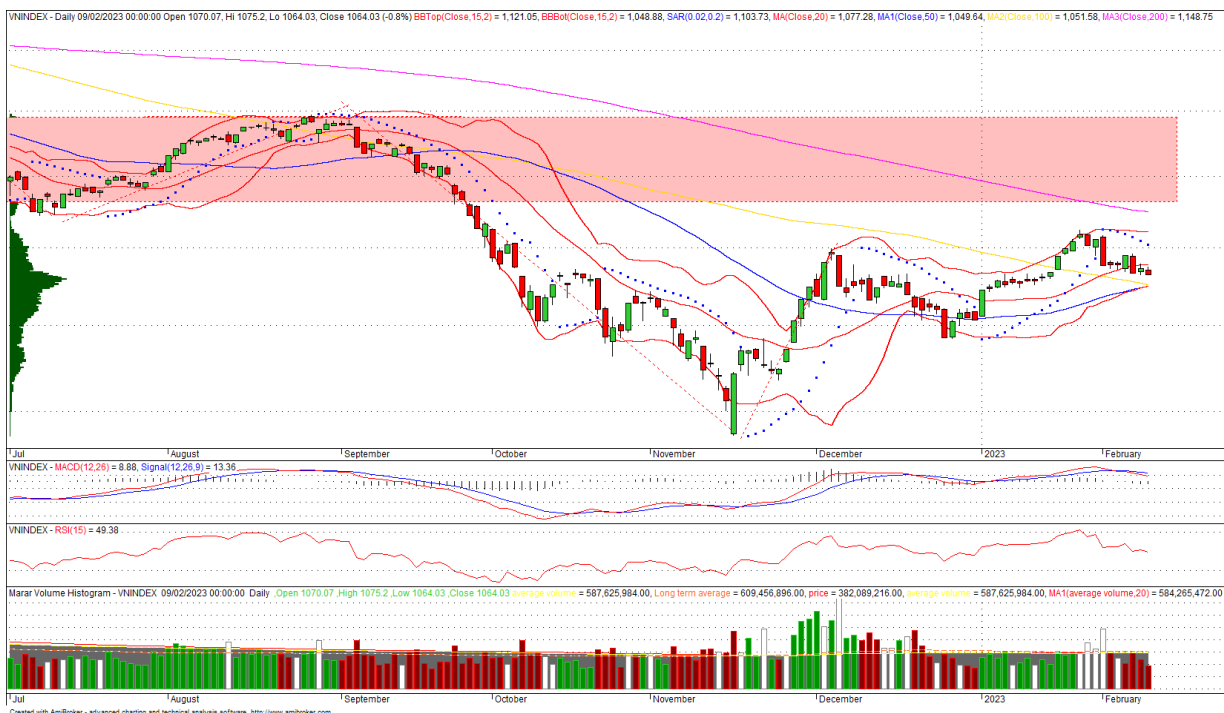 VNINDEX - Daily 09/02/2023 00:00:00 Open 1070.07, Hi 1075.2, Lo 1064.03, Close 1064.03 (-0.8%) BBTop(Close,15,2) = 1,121.05, BBBot(Close,15,2) = 1,048.88, SAR(0.02,0.2) = 1,103.73, MA(Close,20) = 1,077.28, MA1(Close,50) = 1,049.64, MA2(Close,100) = 1,051.58, MA3(Close,200) = 1,148.75
Jul August September October November December 2023 February
VNINDEX - MACD(12,26) = 8.88, Signal(12,26,9) = 13.36
VNINDEX - RSI(15) = 49.38
Marar Volume Histogram - VNINDEX 09/02/2023 00:00:00 Daily ,Open 1070.07 ,High 1075.2 ,Low 1064.03 ,Close 1064.03 average volume = 587,625,984.00, Long term average = 609,456,896.00, price = 382,089,216.00, average volume = 587,625,984.00, MA1(average volume,20) = 584,265,472.00
Jul August September October November December 2023 February
Created with AmiBroker - advanced charting and technical analysis software. http://www.amibroker.com